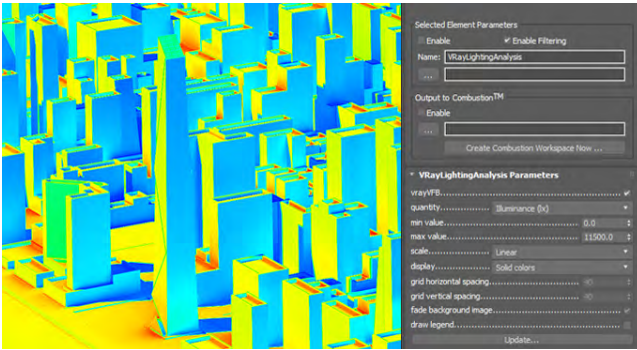 Selected Element Parameters
Enable
Enable Filtering
Name: VRayLightingAnalysis
...
Output to Combustion™
Enable
...
Create Combustion Workspace Now ...
VRayLightingAnalysis Parameters
vrayVFB
quantity Illuminance (lx)
min value 0.0
max value 11500.0
scale Linear
display Solid colors
grid horizontal spacing 40
grid vertical spacing 40
fade background image
draw legend
Update...